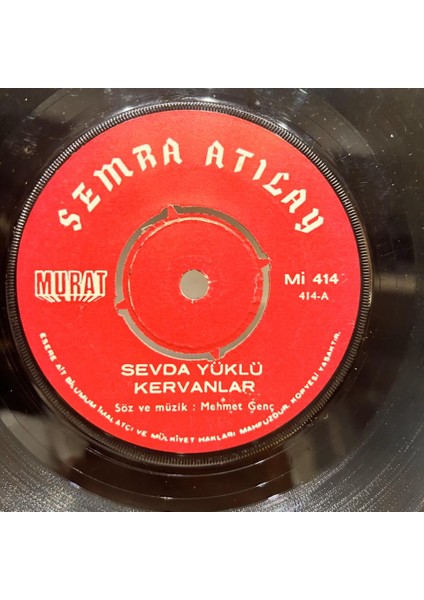 SEMRA ATILAY
MURAT
Mi 414
414-A
SEVDA YÜKLÜ
KERVANLAR
Söz ve müzik : Mehmet Genç
ESERE AİT BİLUMUM İMALATÇI VE MÜLKİYET HAKLARI MAHFUZDUR. KOPYESİ YASAKTIR.